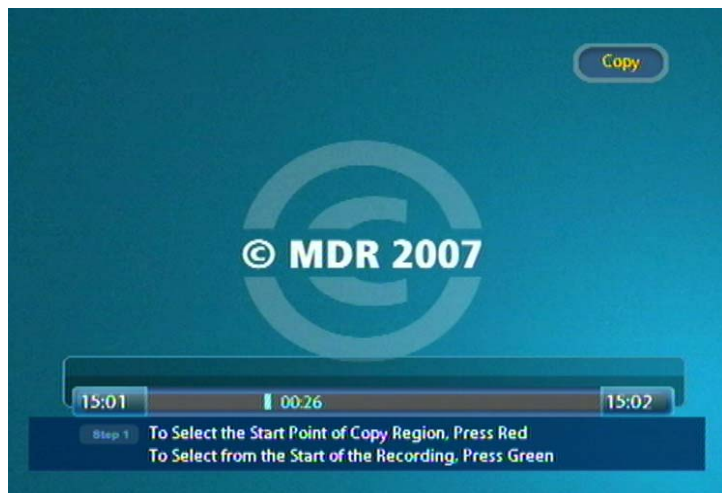 Copy
© MDR 2007
15:01 00:26 15:02
Step 1 To Select the Start Point of Copy Region, Press Red
To Select from the Start of the Recording, Press Green